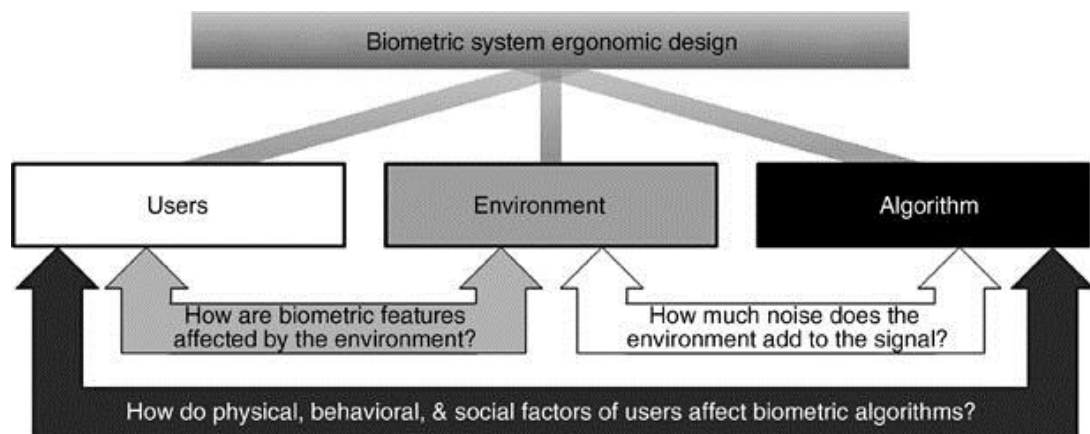 Biometric system ergonomic design
Users
Environment
Algorithm
How are biometric features
affected by the environment?
How much noise does the
environment add to the signal?
How do physical, behavioral, & social factors of users affect biometric algorithms?